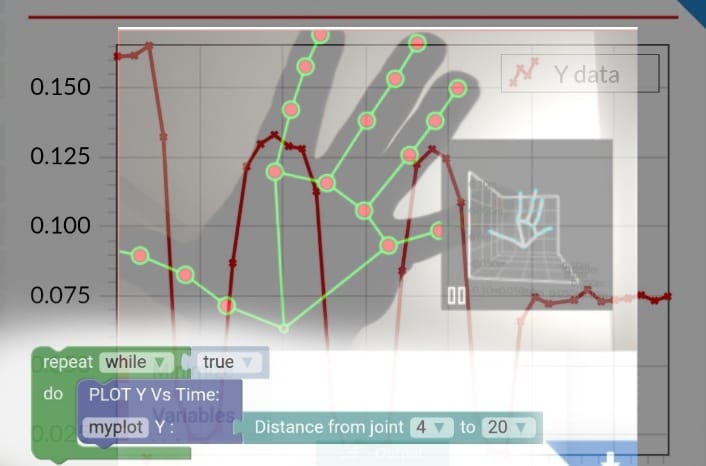 0.150
Y data
0.125
0.100
0.075
repeat while ▼ true ▼
do PLOT Y Vs Time:
myplot Y : Distance from joint 4 ▼ to 20 ▼
Variables
Output